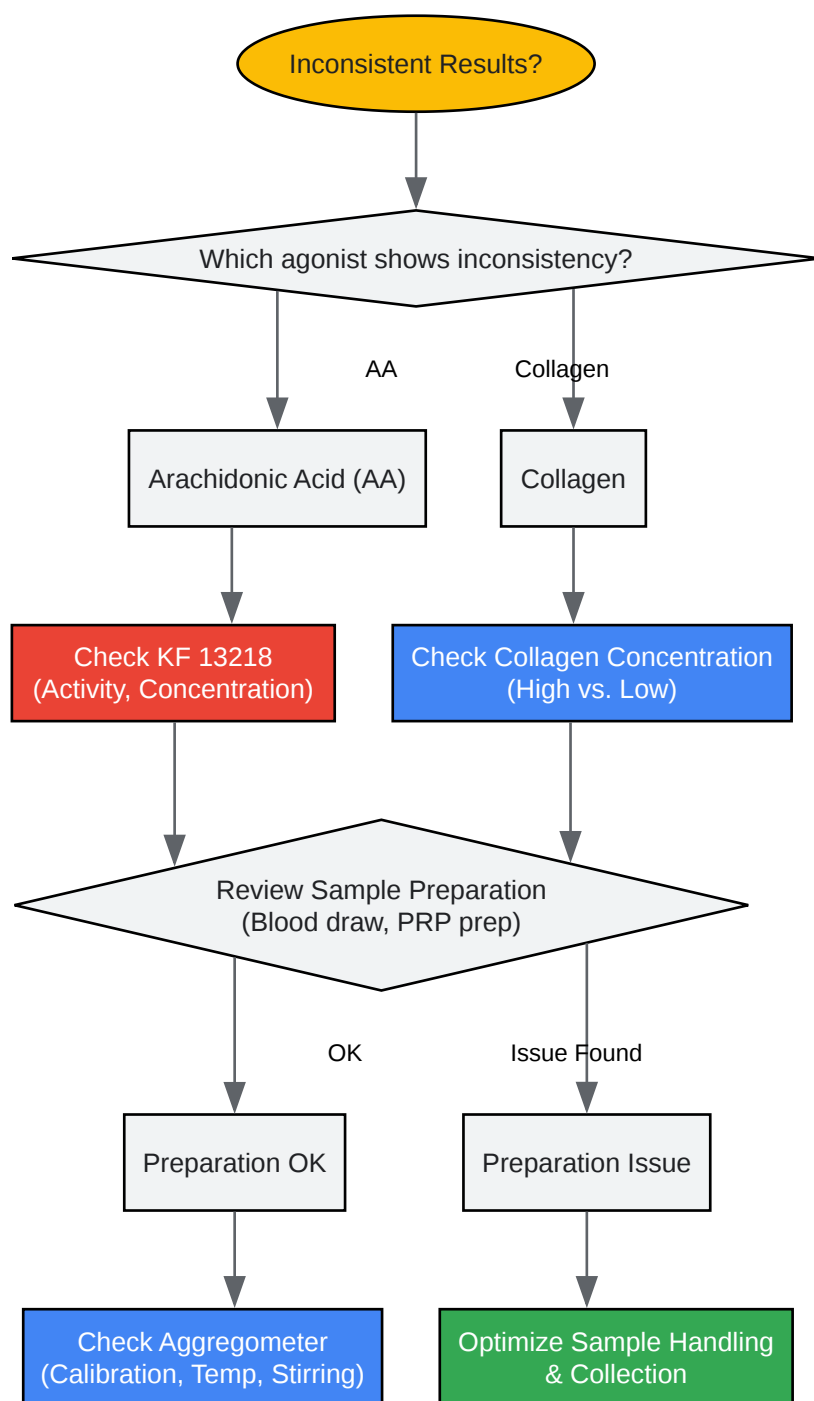 Inconsistent Results?
Which agonist shows inconsistency?
AA
Collagen
Arachidonic Acid (AA)
Collagen
Check KF 13218
(Activity, Concentration)
Check Collagen Concentration
(High vs. Low)
Review Sample Preparation
(Blood draw, PRP prep)
OK
Issue Found
Preparation OK
Preparation Issue
Check Aggregometer
(Calibration, Temp, Stirring)
Optimize Sample Handling
& Collection